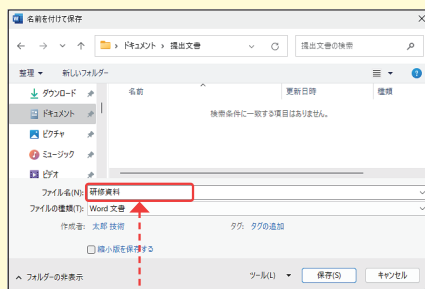 名前を付けて保存
ドキュメント > 提出文書
提出文書の検索
整理 新しいフォルダー
名前 更新日時 種類
検索条件に一致する項目はありません。
ダウンロード
ドキュメント
ピクチャ
ミュージック
ビデオ
ファイル名(N): 研修資料
ファイルの種類(T): Word 文書
作成者: 太郎 技術 タグ: タグの追加
縮小版を保存する
フォルダーの非表示 ツール(L) 保存(S) キャンセル